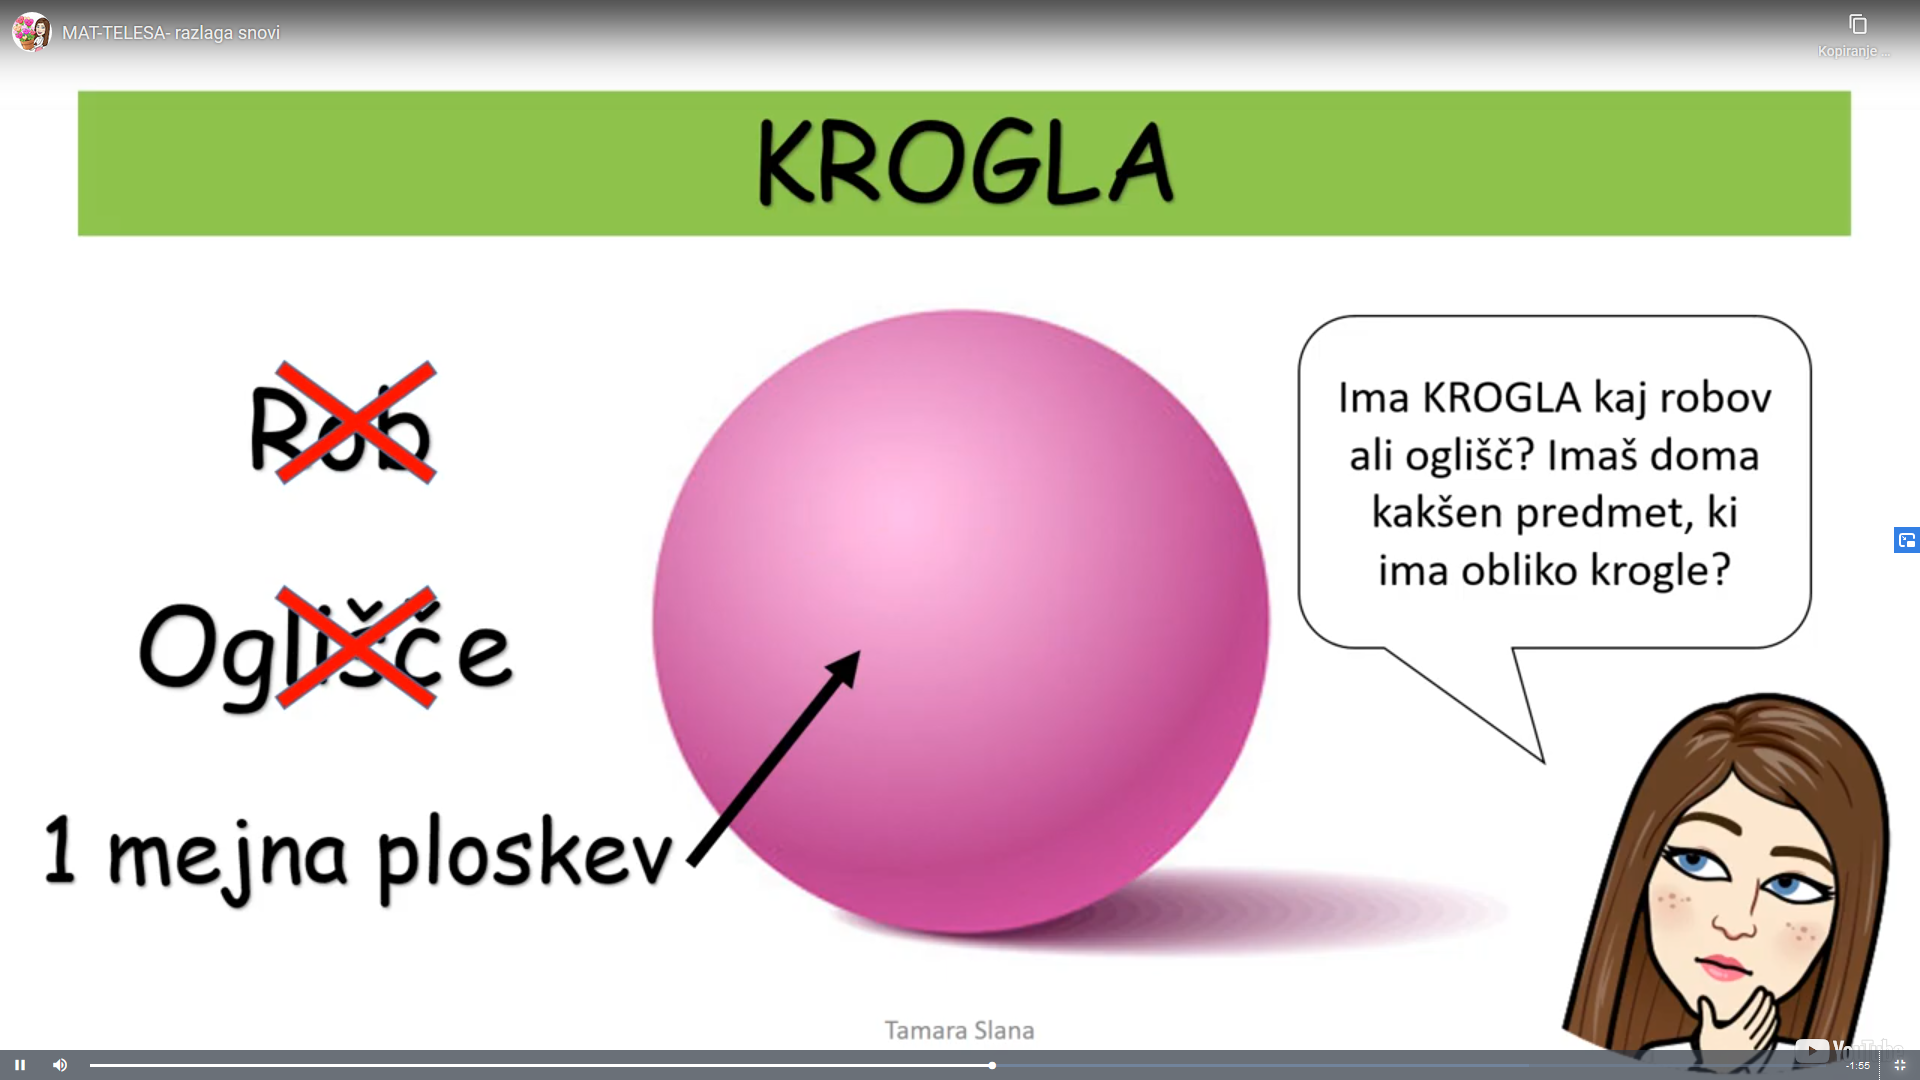 MAT-TELESA- razlaga snovi
Kopiranje ...
KROGLA
Rob
Oglišče
1 mejna ploskev
Ima KROGLA kaj robov
ali oglišč? Imaš doma
kakšen predmet, ki
ima obliko krogle?
Tamara Slana
YouTube
-1:55